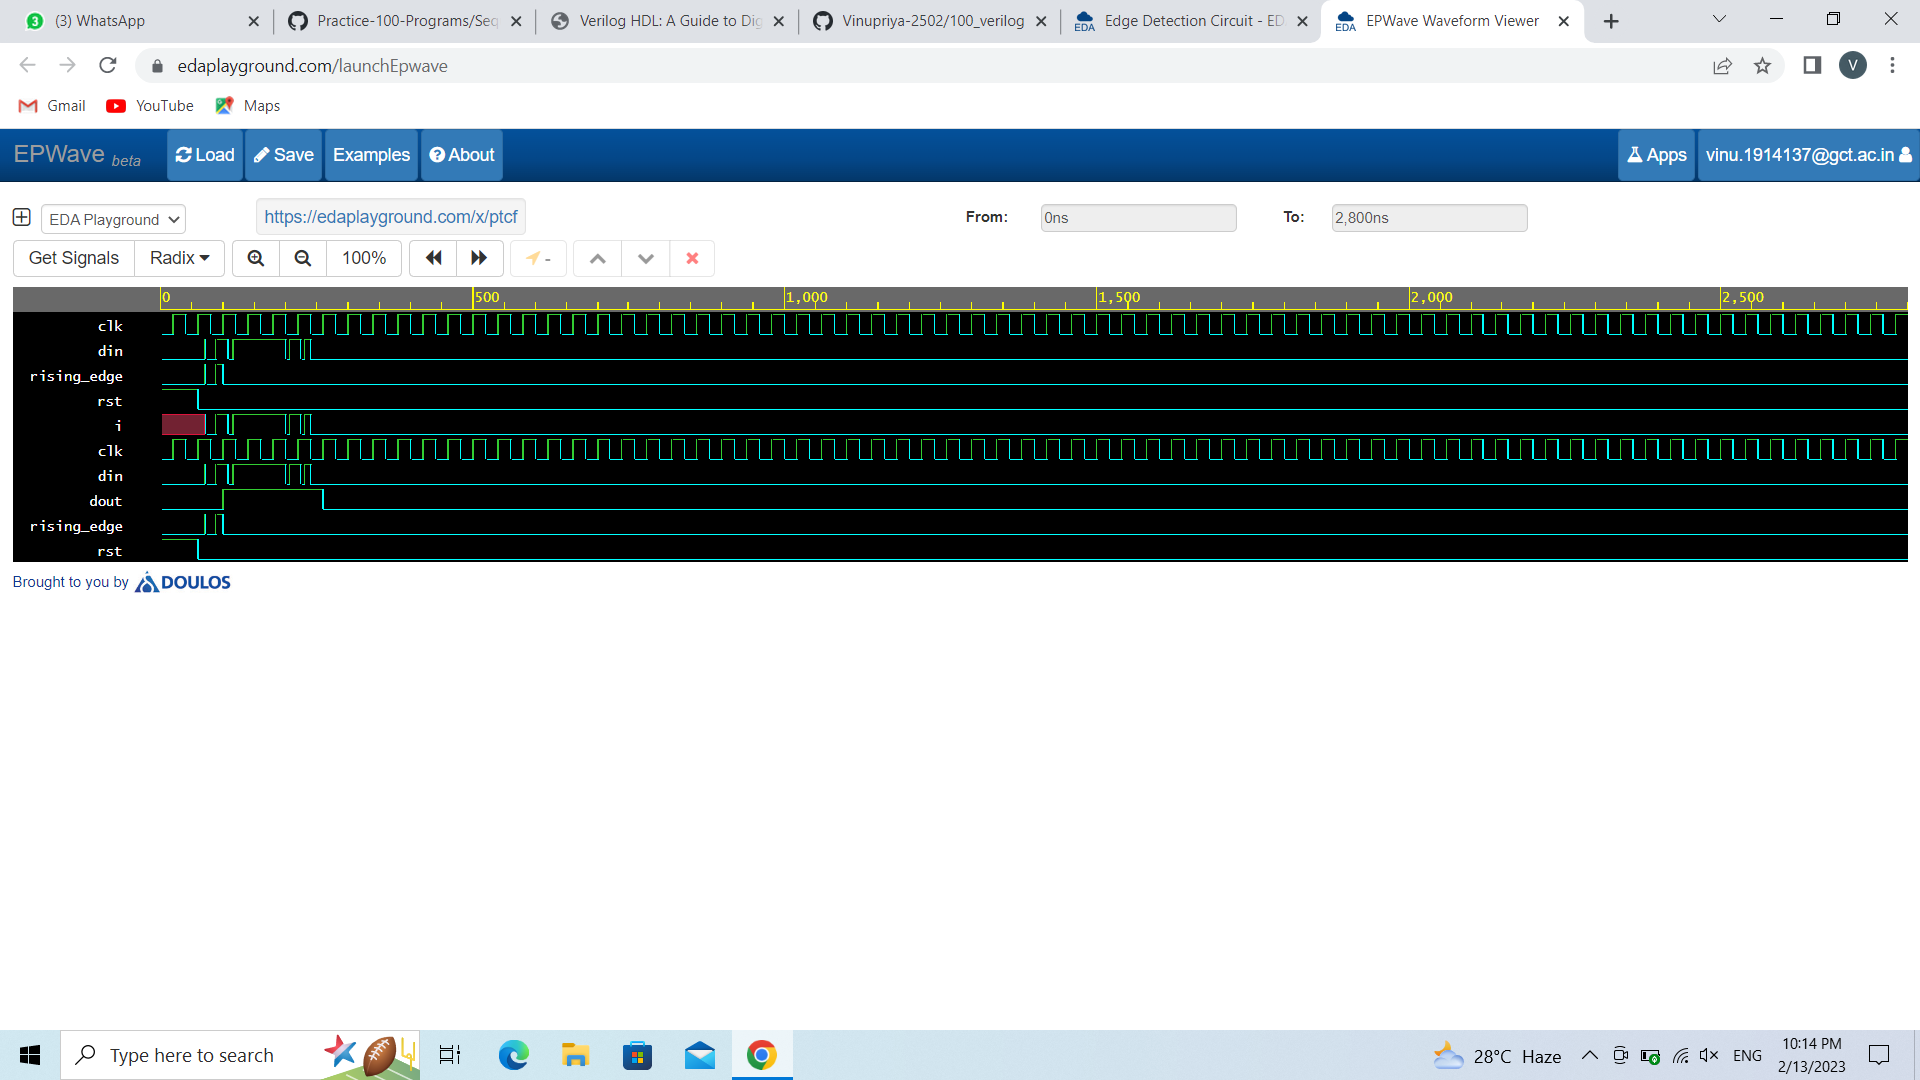 3 (3) WhatsApp
Practice-100-Programs/Seq
Verilog HDL: A Guide to Dig
Vinupriya-2502/100_verilog
EDA Edge Detection Circuit - ED
EDA EPWave Waveform Viewer
edaplayground.com/launchEpwave
V
Gmail YouTube Maps
EPWave beta Load Save Examples About Apps vinu.1914137@gct.ac.in
EDA Playground https://edaplayground.com/x/ptcf From: 0ns To: 2,800ns
Get Signals Radix 100% -
0 500 1,000 1,500 2,000 2,500
clk
din
rising_edge
rst
i
clk
din
dout
rising_edge
rst
Brought to you by DOULOS
Type here to search 28°C Haze ENG 10:14 PM
2/13/2023